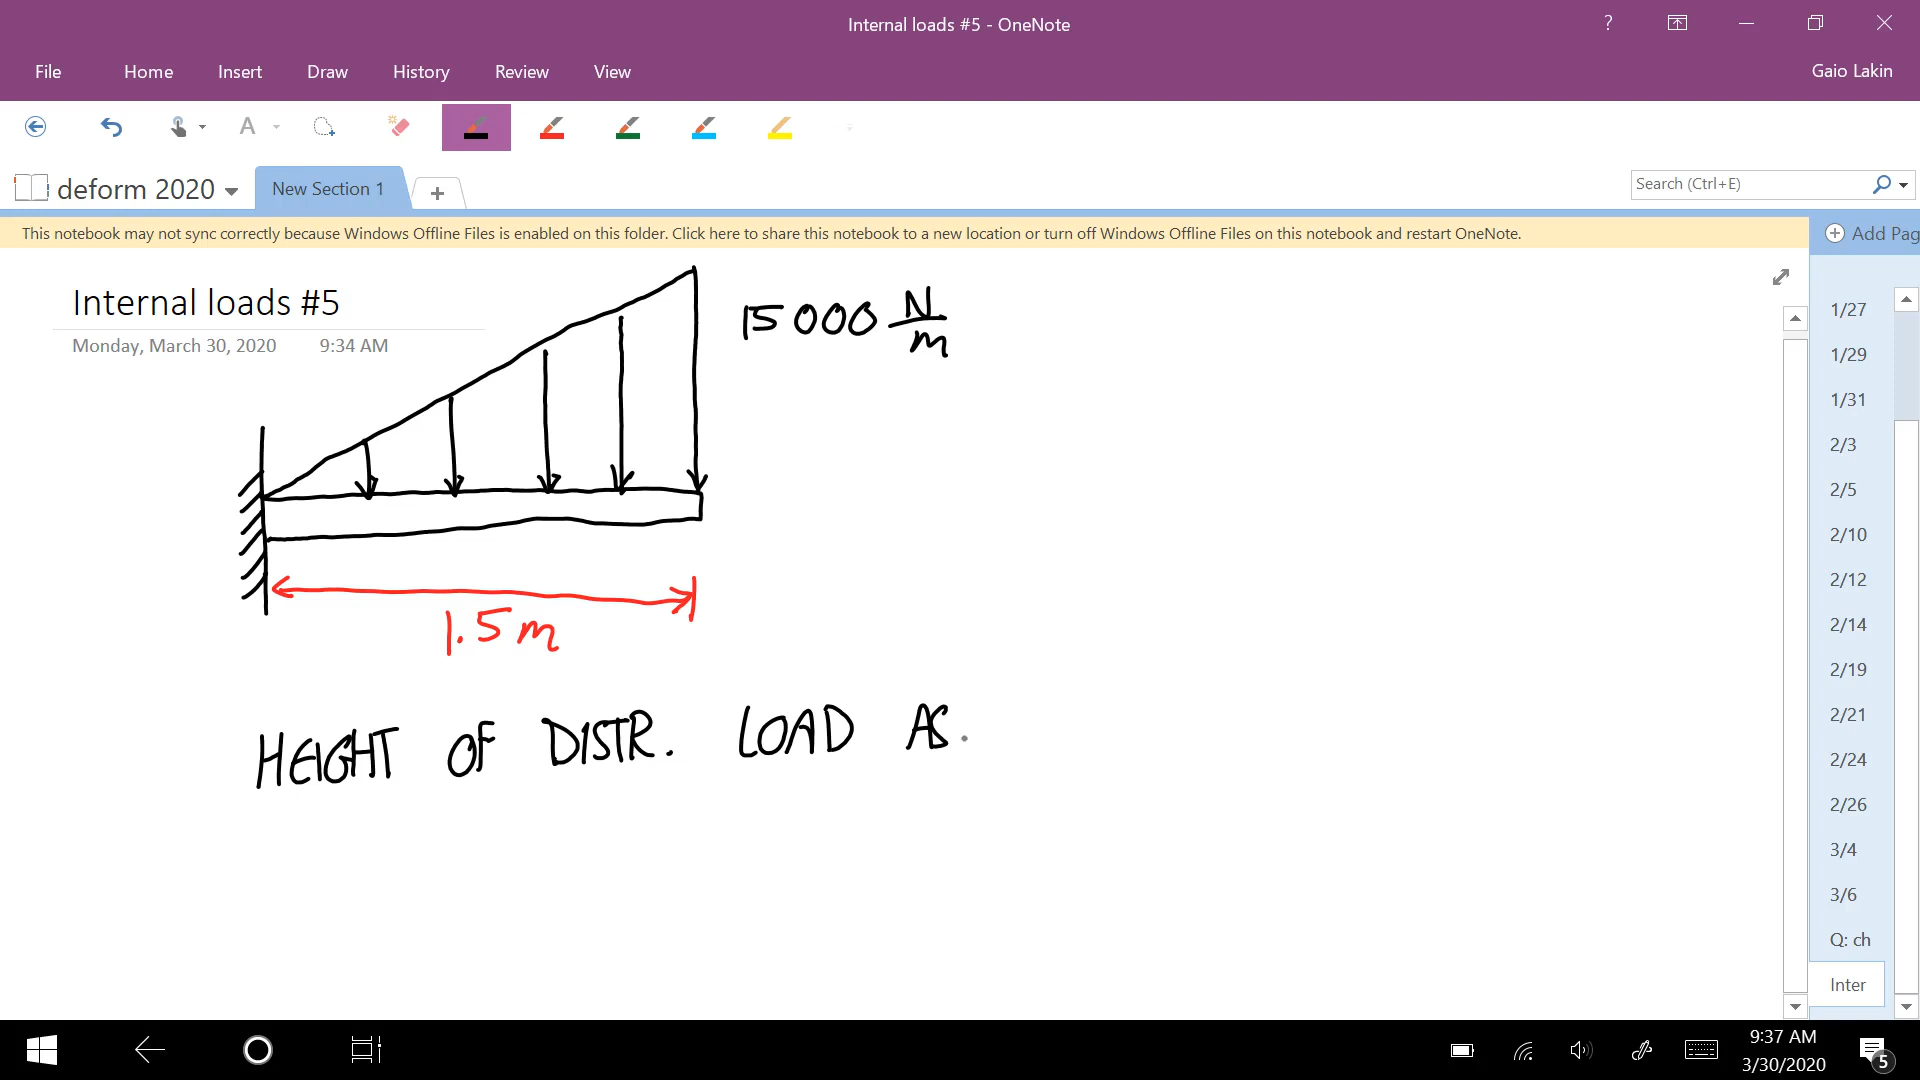 Internal loads #5 - OneNote
?
File Home Insert Draw History Review View
Gaio Lakin
A
deform 2020
New Section 1
+
Search (Ctrl+E)
This notebook may not sync correctly because Windows Offline Files is enabled on this folder. Click here to share this notebook to a new location or turn off Windows Offline Files on this notebook and restart OneNote.
Add Pag
Internal loads #5
Monday, March 30, 2020 9:34 AM
15000 N/m
1.5m
HEIGHT OF DISTR. LOAD AS
1/27
1/29
1/31
2/3
2/5
2/10
2/12
2/14
2/19
2/21
2/24
2/26
3/4
3/6
Q: ch
Inter
9:37 AM
3/30/2020
5